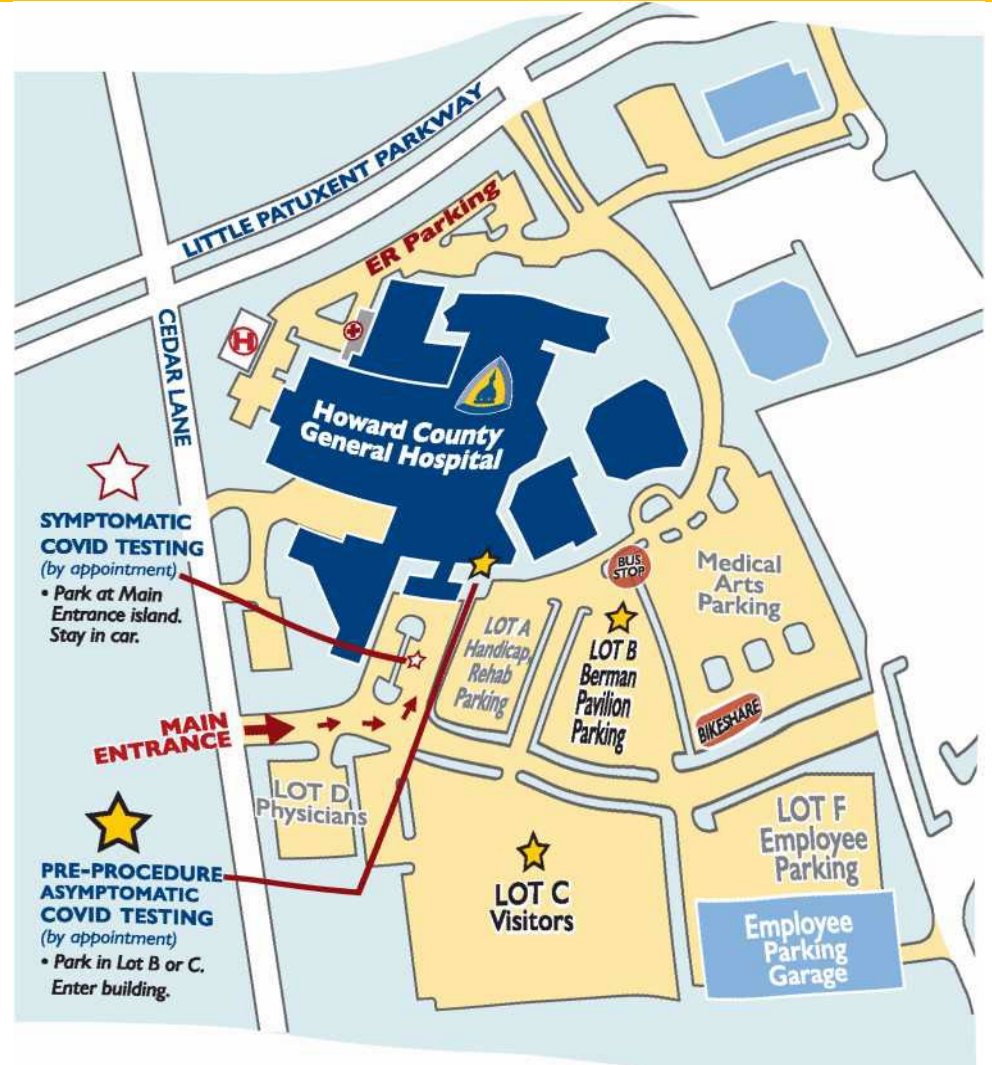 LITTLE PATUXENT PARKWAY
ER Parking
H
CEDAR LANE
Howard County
General Hospital
SYMPTOMATIC
COVID TESTING
(by appointment)
• Park at Main
Entrance island.
Stay in car.
BUS
STOP
Medical
Arts
Parking
LOT A
Handicap,
Rehab
Parking
LOT B
Berman
Pavilion
Parking
BIKESHARE
MAIN
ENTRANCE
LOT D
Physicians
PRE-PROCEDURE
ASYMPTOMATIC
COVID TESTING
(by appointment)
• Park in Lot B or C.
Enter building.
LOT C
Visitors
LOT F
Employee
Parking
Employee
Parking
Garage